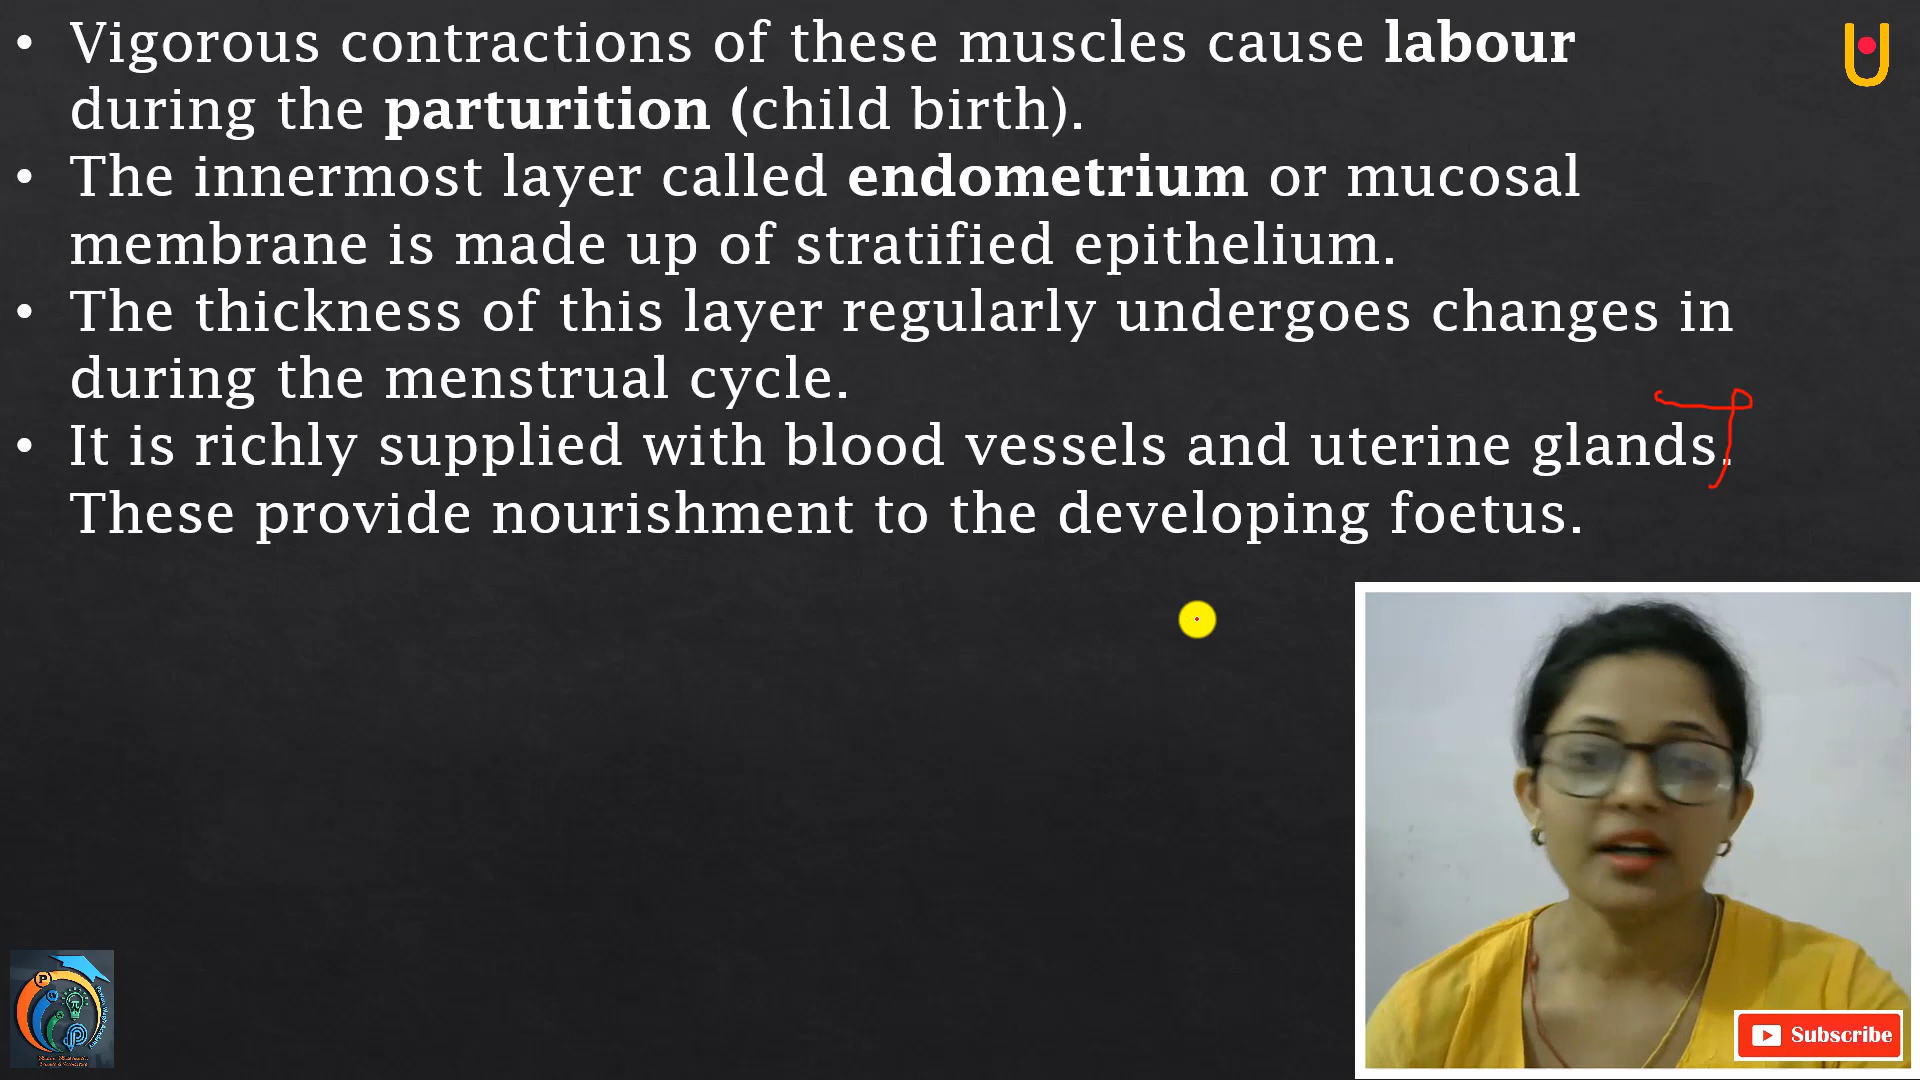 • Vigorous contractions of these muscles cause labour
during the parturition (child birth).
• The innermost layer called endometrium or mucosal
membrane is made up of stratified epithelium.
• The thickness of this layer regularly undergoes changes in
during the menstrual cycle.
• It is richly supplied with blood vessels and uterine glands.
These provide nourishment to the developing foetus.
Subscribe